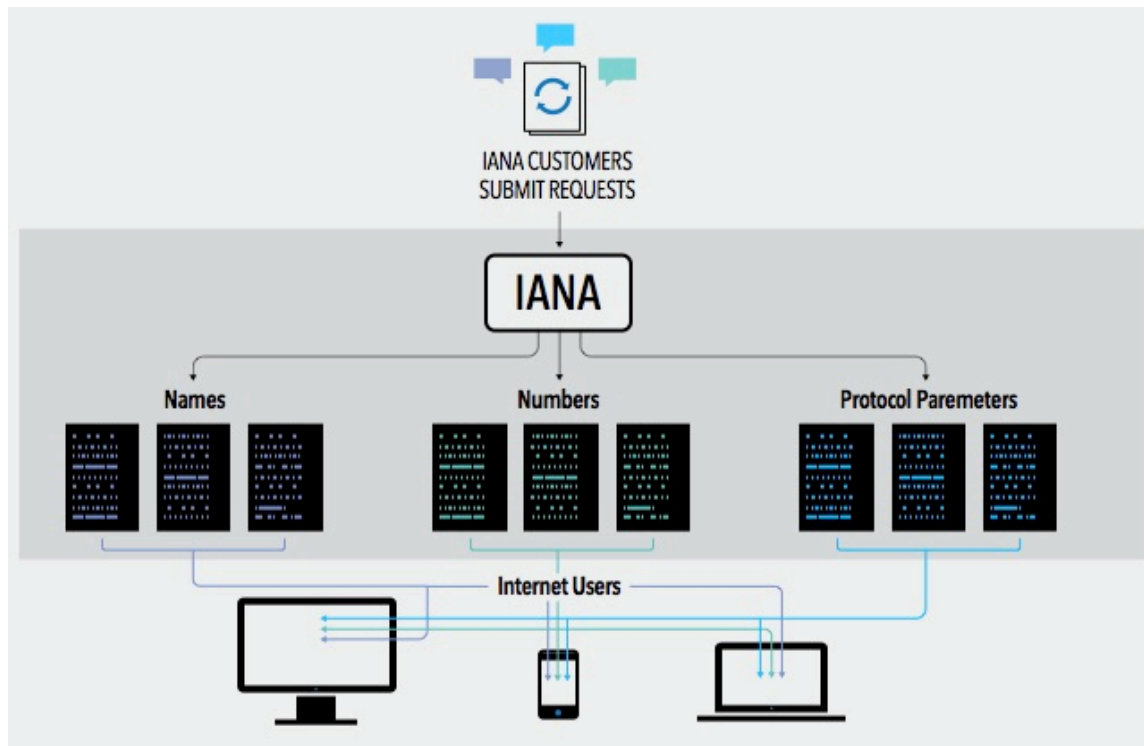 IANA CUSTOMERS
SUBMIT REQUESTS
IANA
Names
Numbers
Protocol Paremeters
Internet Users